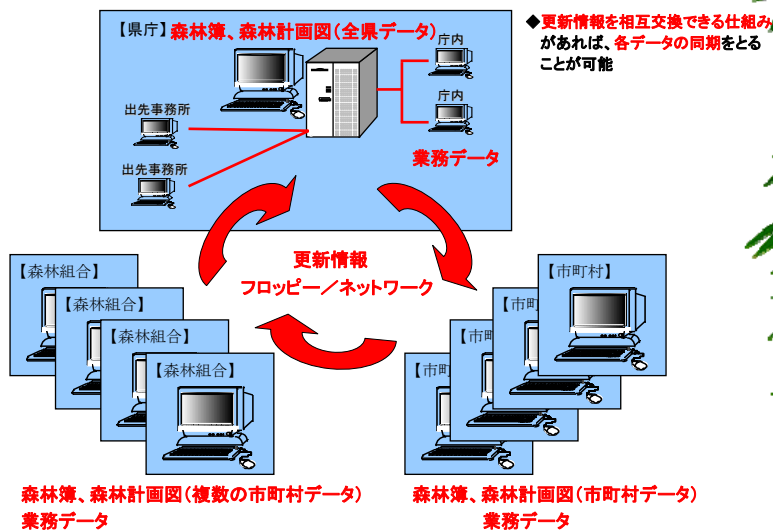 【県庁】森林簿、森林計画図(全県データ)
◆更新情報を相互交換できる仕組み
があれば、各データの同期をとる
ことが可能
庁内
庁内
出先事務所
出先事務所
業務データ
更新情報
フロッピー/ネットワーク
【森林組合】
【森林組合】
【森林組合】
【森林組合】
【市町村】
【市町
【市町
【市町
森林簿、森林計画図(複数の市町村データ)
業務データ
森林簿、森林計画図(市町村データ)
業務データ